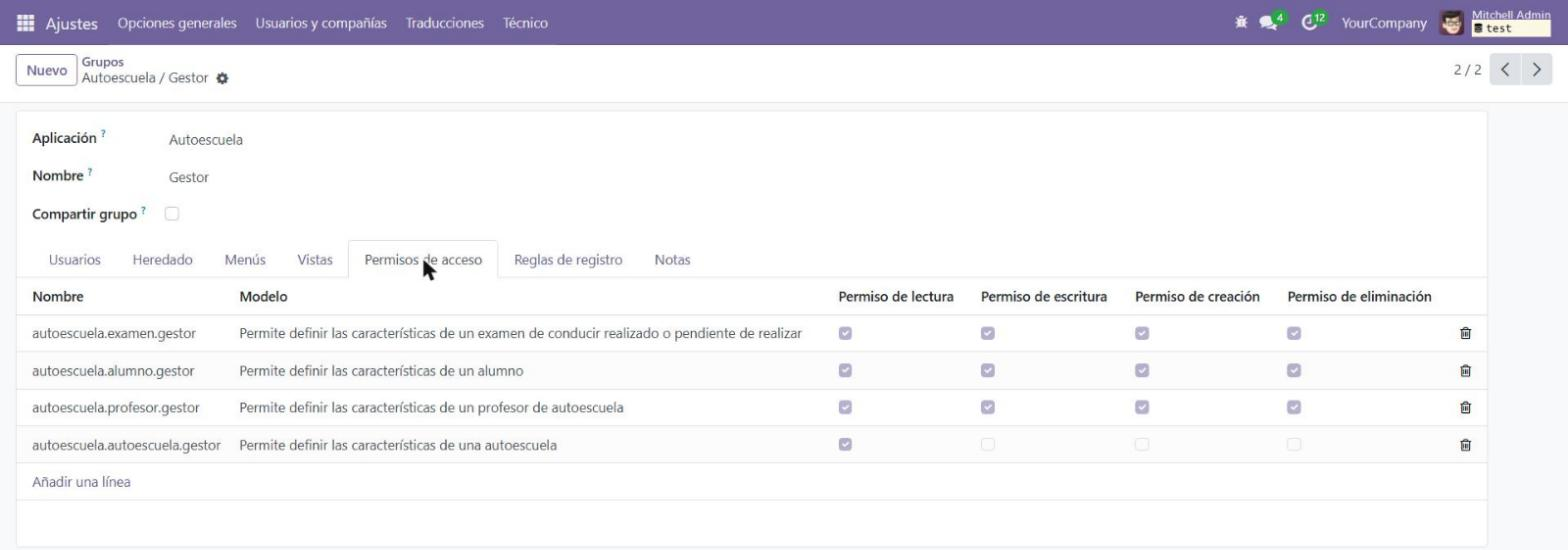 Ajustes Opciones generales Usuarios y compañías Traducciones Técnico 4 12 YourCompany Mitchell Admin
test
Nuevo Grupos
Autoescuela / Gestor 2 / 2
Aplicación ? Autoescuela
Nombre ? Gestor
Compartir grupo ?
Usuarios Heredado Menús Vistas Permisos de acceso Reglas de registro Notas
Nombre Modelo Permiso de lectura Permiso de escritura Permiso de creación Permiso de eliminación
autoescuela.examen.gestor Permite definir las características de un examen de conducir realizado o pendiente de realizar
autoescuela.alumno.gestor Permite definir las características de un alumno
autoescuela.profesor.gestor Permite definir las características de un profesor de autoescuela
autoescuela.autoescuela.gestor Permite definir las características de una autoescuela
Añadir una línea